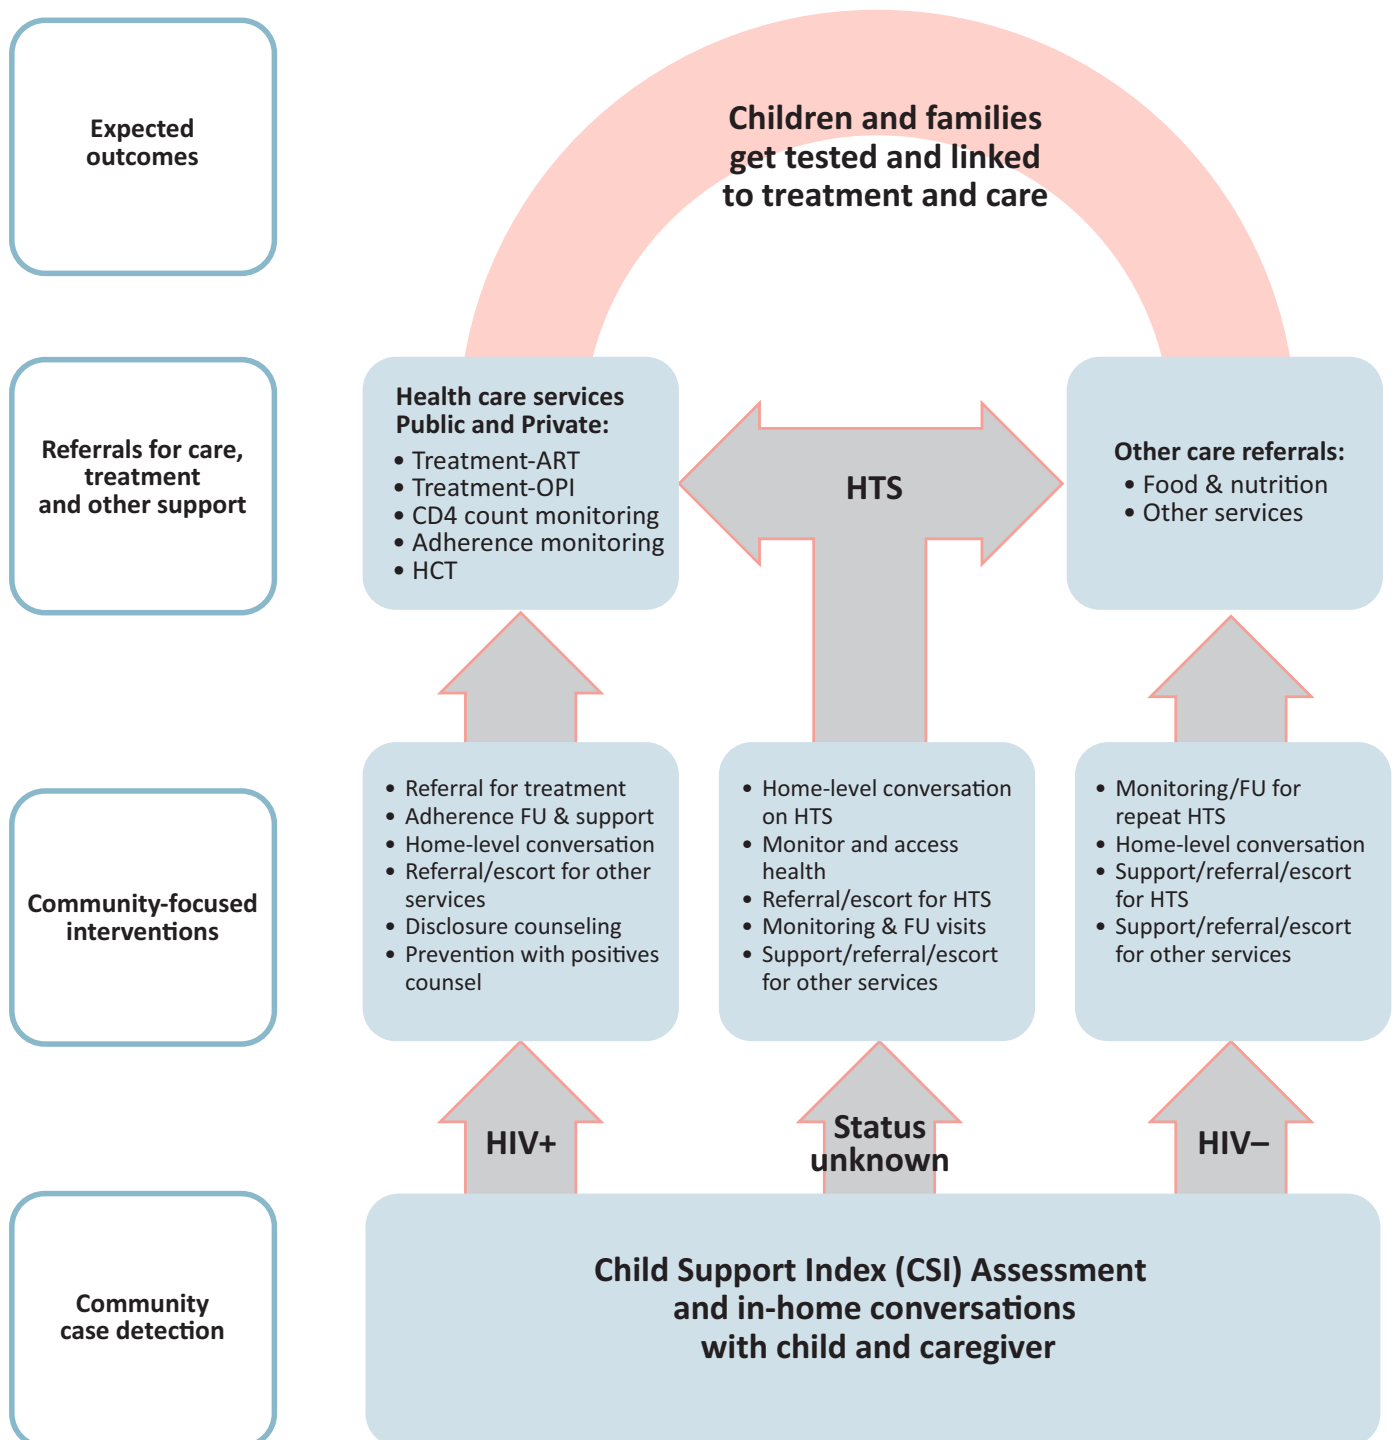 Expected
outcomes
Children and families
get tested and linked
to treatment and care
Referrals for care,
treatment
and other support
Health care services
Public and Private:
• Treatment-ART
• Treatment-OPI
• CD4 count monitoring
• Adherence monitoring
• HCT
HTS
Other care referrals:
• Food & nutrition
• Other services
Community-focused
interventions
• Referral for treatment
• Adherence FU & support
• Home-level conversation
• Referral/escort for other
services
• Disclosure counseling
• Prevention with positives
counsel
• Home-level conversation
on HTS
• Monitor and access
health
• Referral/escort for HTS
• Monitoring & FU visits
• Support/referral/escort
for other services
• Monitoring/FU for
repeat HTS
• Home-level conversation
• Support/referral/escort
for HTS
• Support/referral/escort
for other services
HIV+
Status
unknown
HIV–
Community
case detection
Child Support Index (CSI) Assessment
and in-home conversations
with child and caregiver